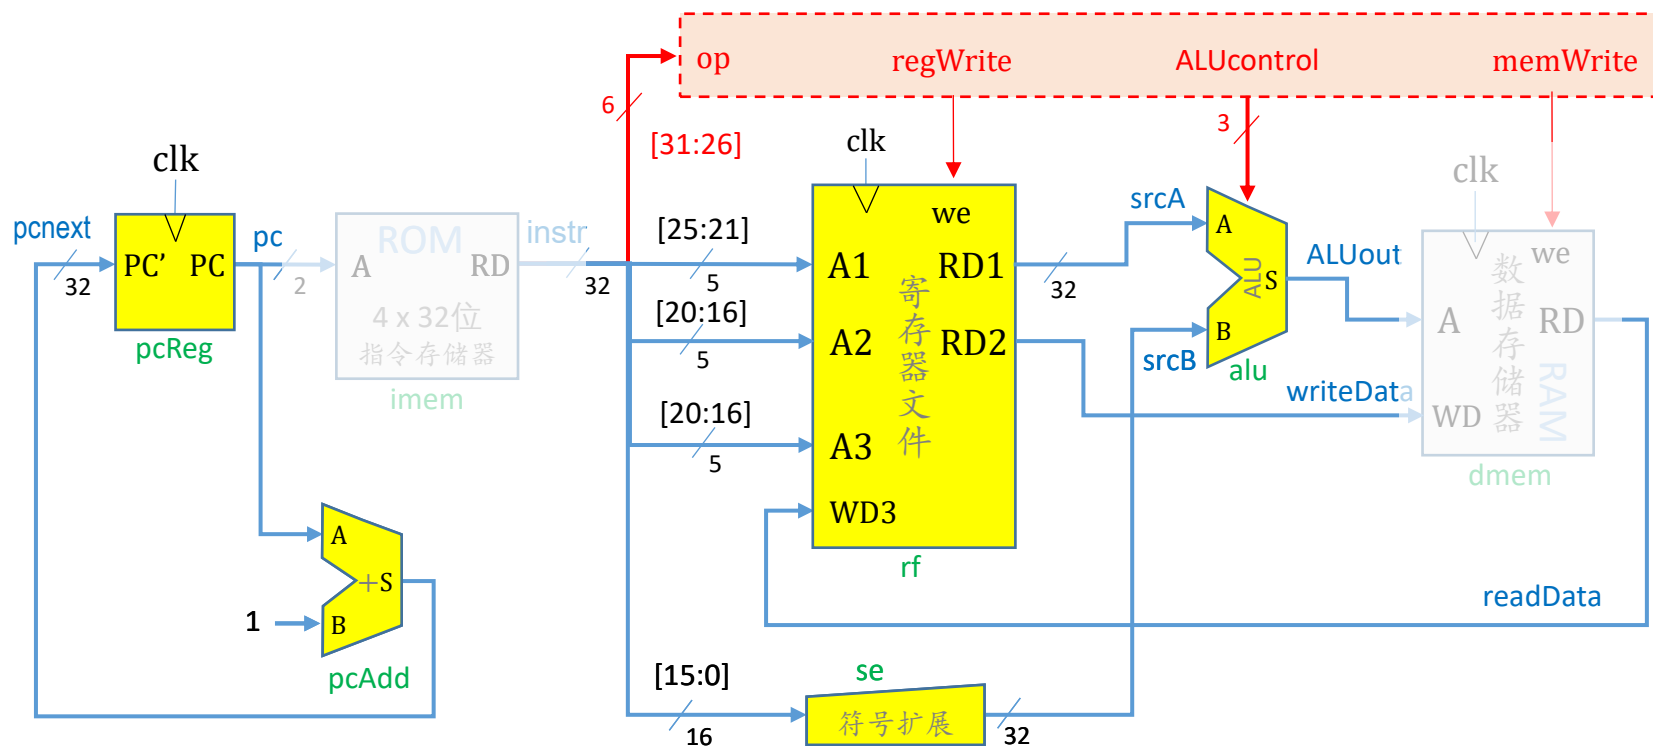 op
regWrite
ALUcontrol
memWrite
6
3
[31:26]
clk
clk
clk
pcnext
32
PC’
PC
pcReg
pc
2
ROM
A
RD
4 x 32位
指令存储器
imem
instr
32
[25:21]
5
[20:16]
5
[20:16]
5
we
A1
A2
A3
WD3
RD1
RD2
寄存器文件
rf
32
srcA
srcB
A
B
ALU
S
alu
ALUout
writeData
we
A
RD
WD
数据存储器
RAM
dmem
readData
A
B
+S
1
pcAdd
[15:0]
16
se
符号扩展
32